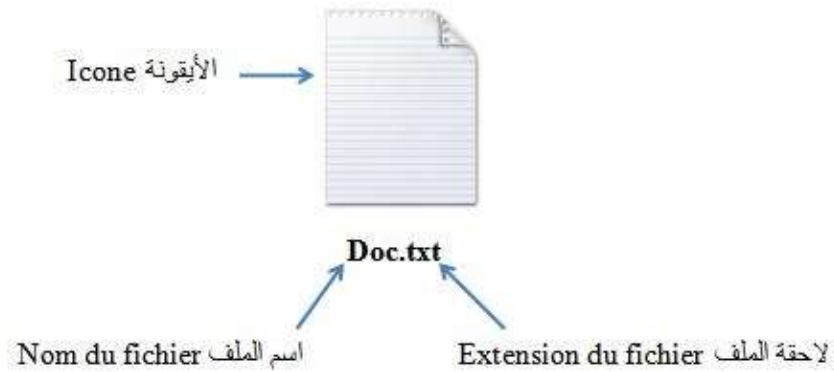 Icone الأيقونة
Doc.txt
Nom du fichier اسم الملف
Extension du fichier لاحقة الملف